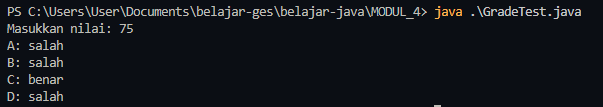 PS C:\Users\User\Documents\belajar-ges\belajar-java\MODUL_4> java .\GradeTest.java
Masukkan nilai: 75
A: salah
B: salah
C: benar
D: salah